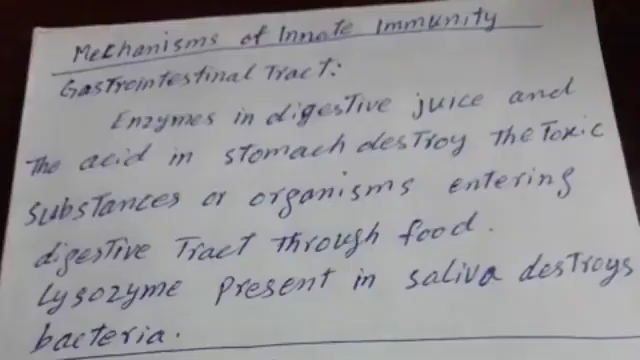 Mechanisms of Innate Immunity
Gastrointestinal Tract:
Enzymes in digestive juice and
The acid in stomach destroy the toxic
substances or organisms entering
digestive Tract through food.
Lysozyme present in saliva destroys
bacteria.